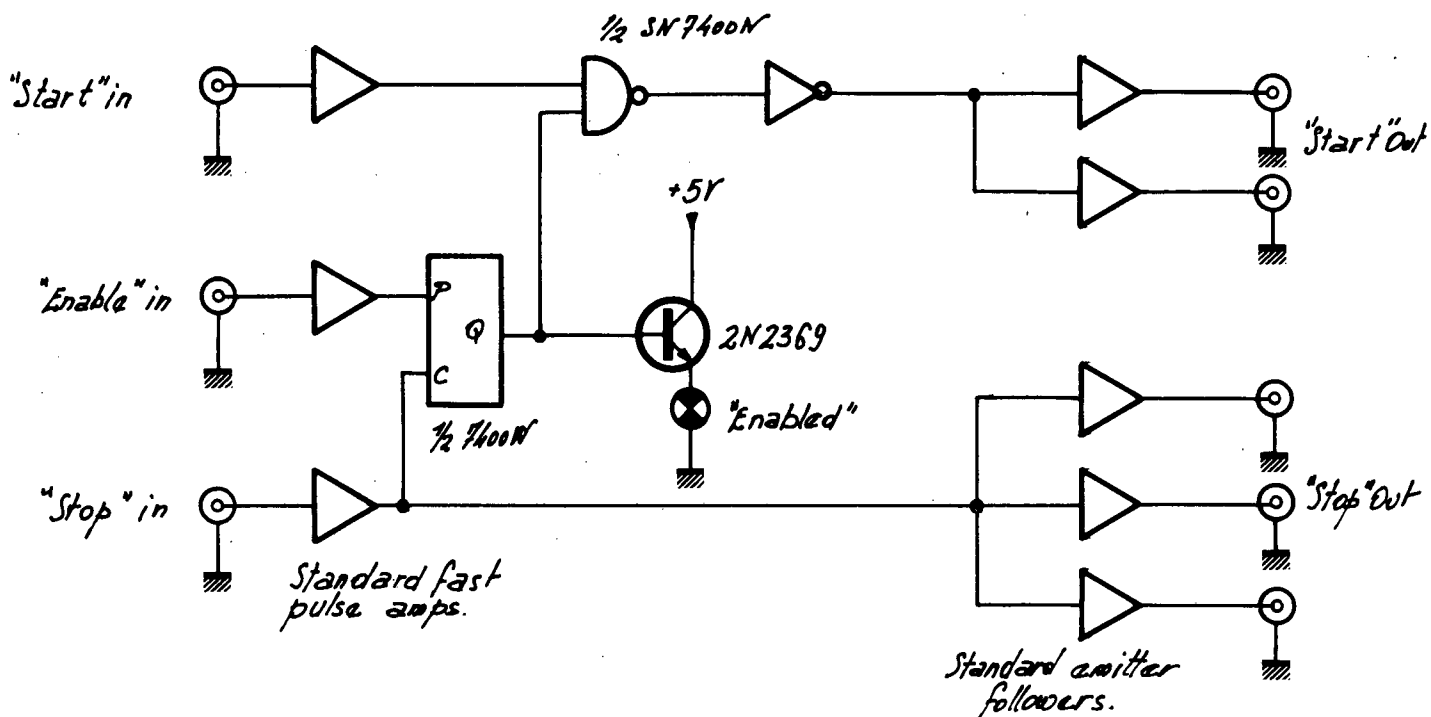 1/2 SN7400N
"Start" in
"Start" Out
+5V
"Enable" in
P
Q
C
2N2369
"Enabled"
1/2 7400N
"Stop" in
"Stop" Out
Standard fast
pulse amps.
Standard emitter
followers.